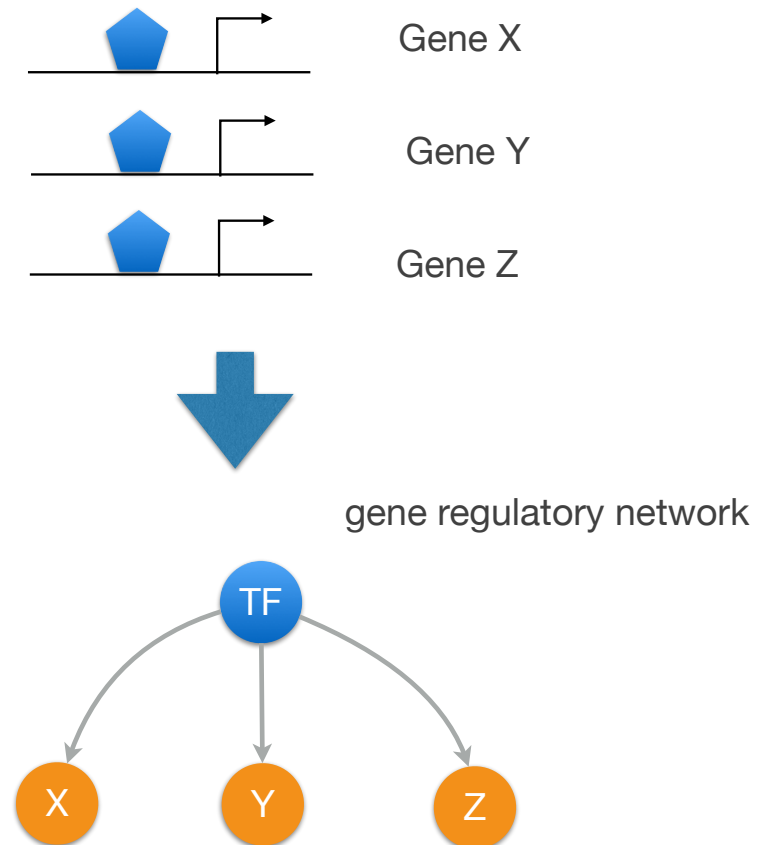 Gene X
Gene Y
Gene Z
gene regulatory network
TF
X
Y
Z